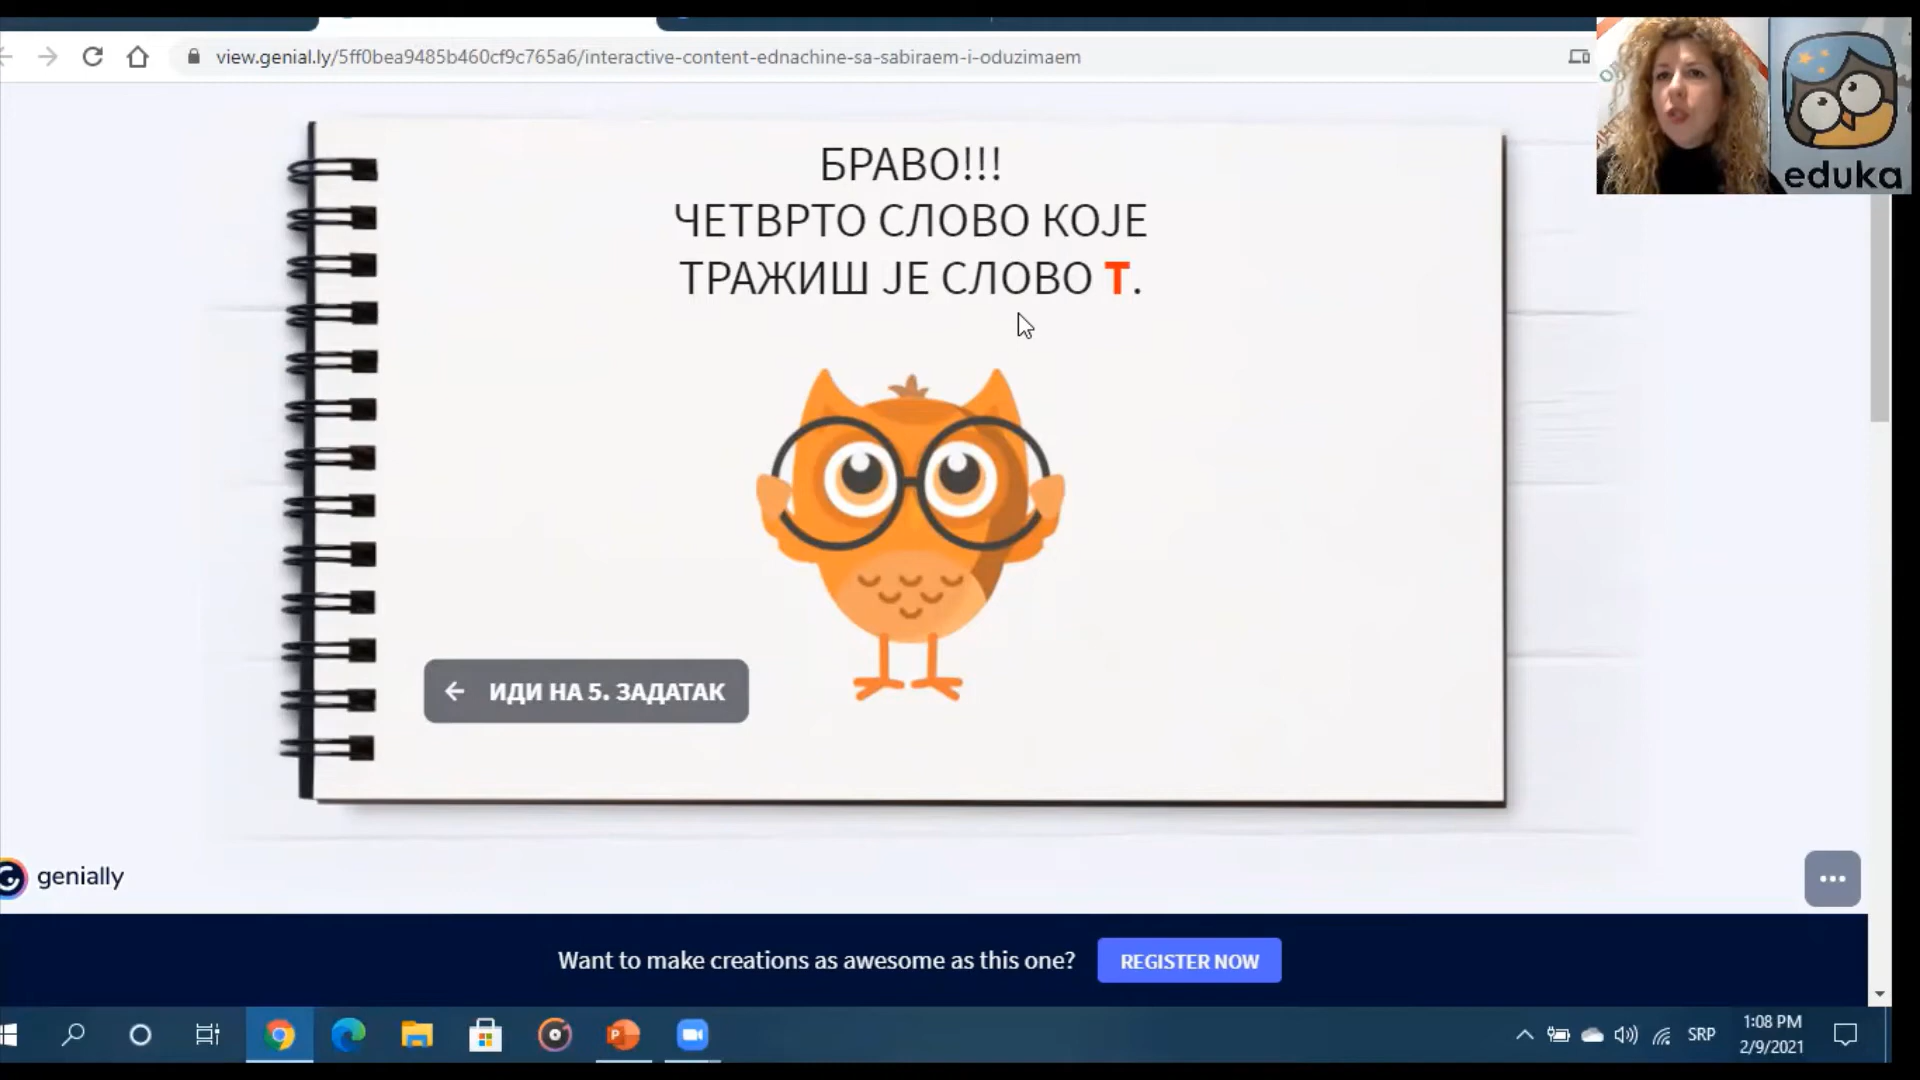 view.genial.ly/5ff0bea9485b460cf9c765a6/interactive-content-ednachine-sa-sabiraem-i-oduzimaem
eduka
БРАВО!!!
ЧЕТВРТО СЛОВО КОЈЕ
ТРАЖИШ ЈЕ СЛОВО Т.
ИДИ НА 5. ЗАДАТАК
genially
Want to make creations as awesome as this one?
REGISTER NOW
SRP
1:08 PM
2/9/2021